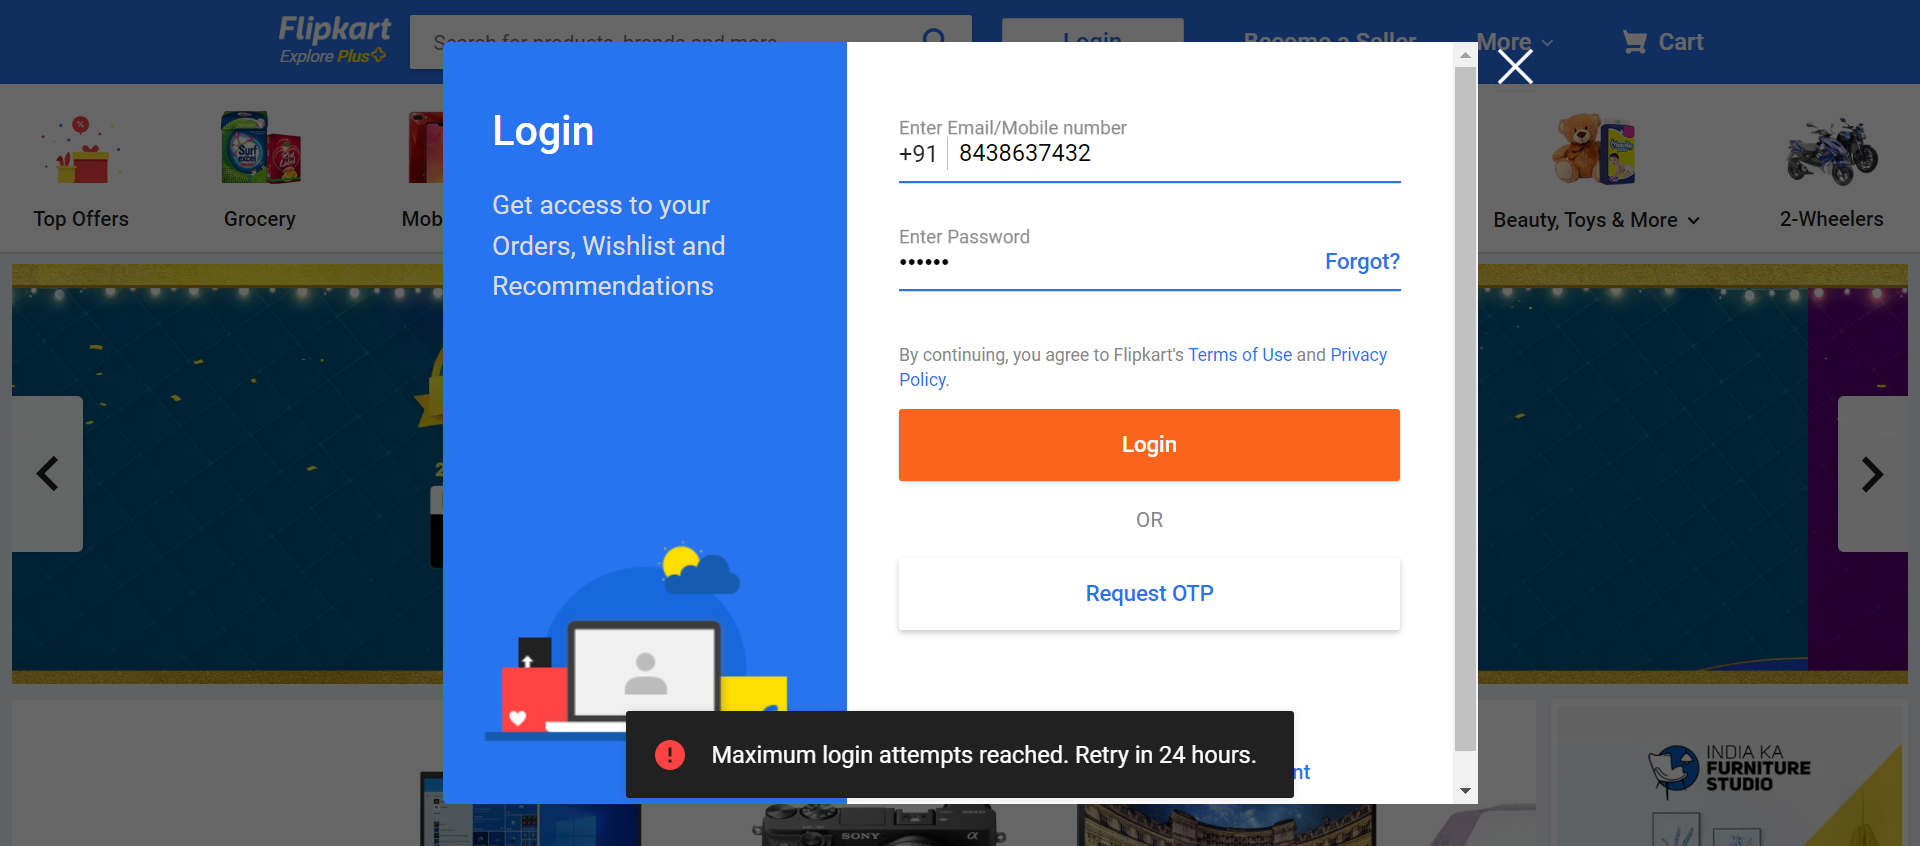 Flipkart
Explore Plus
Search for products, brands and more
Login
Become a Seller
More
Cart
Top Offers
Grocery
Mob
Beauty, Toys & More
2-Wheelers
Login
Get access to your
Orders, Wishlist and
Recommendations
Enter Email/Mobile number
+91 8438637432
Enter Password
••••••
Forgot?
By continuing, you agree to Flipkart's Terms of Use and Privacy
Policy.
Login
OR
Request OTP
Maximum login attempts reached. Retry in 24 hours.
nt
SONY
α
INDIA KA
FURNITURE
STUDIO